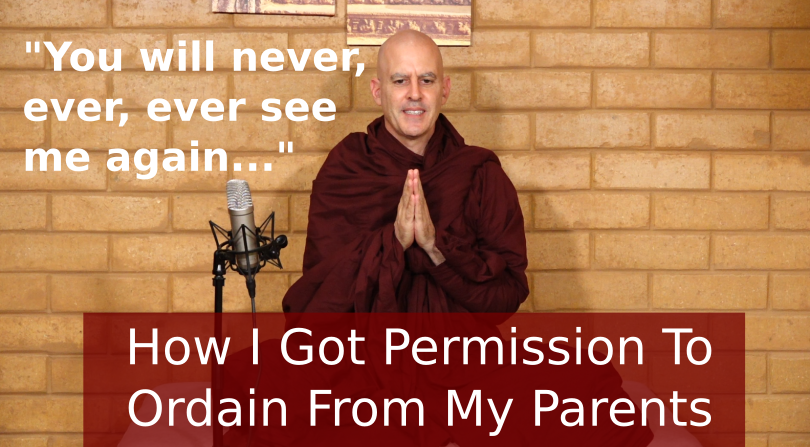 "You will never,
ever, ever see
me again..."
How I Got Permission To
Ordain From My Parents